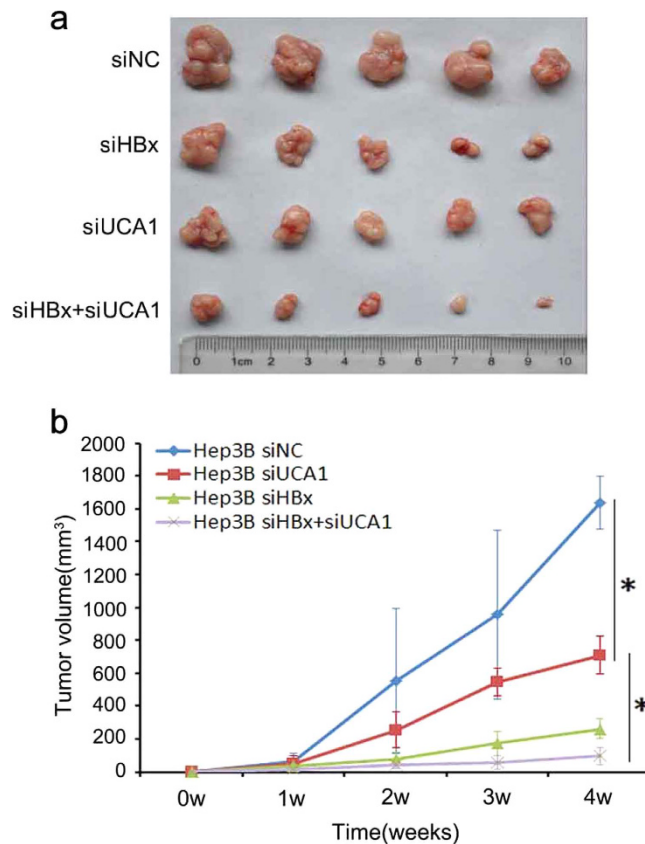 a
siNC
siHBx
siUCA1
siHBx+siUCA1
0 1cm 2 3 4 5 6 7 8 9 10
b
2000
1800
1600
1400
1200
1000
800
600
400
200
0
Tumor volume(mm³)
Hep3B siNC
Hep3B siUCA1
Hep3B siHBx
Hep3B siHBx+siUCA1
*
*
0w 1w 2w 3w 4w
Time(weeks)